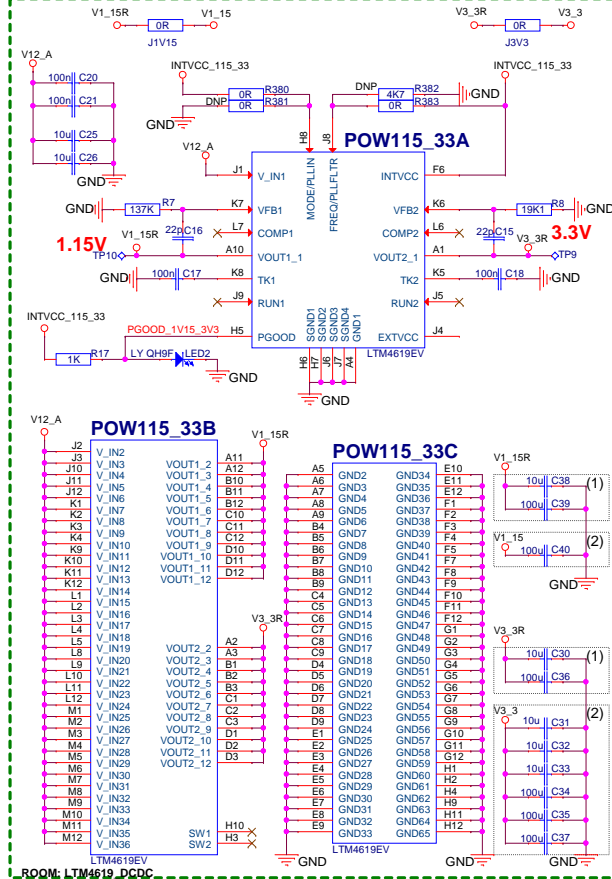 V1_15R 0R V1_15
J1V15
V3_3R 0R V3_3
J3V3
V12_A
100n C20
100n C21
10u C25
10u C26
GND
INTVCC_115_33
0R R380
DNP 0R R381
GND
DNP 4K7 R382
0R R383
GND
INTVCC_115_33
POW115_33A
V12_A
H8 J8
MODE/PLLIN FREQ/PLLFLTR
J1 V_IN1 INTVCC F6
GND 137K R7 K7 VFB1 VFB2 K6 19K1 R8 GND
L7 COMP1 COMP2 L6
22p C16 22p C15
1.15V V1_15R 3.3V V3_3R
TP10 A10 VOUT1_1 VOUT2_1 A1 TP9
GND 100n C17 K8 TK1 TK2 K5 100n C18 GND
J9 RUN1 RUN2 J5
INTVCC_115_33
PGOOD_1V15_3V3 H5 PGOOD EXTVCC J4
SGND1 SGND2 SGND3 SGND4 GND1
LTM4619EV
1K R17 LY QH9F LED2 GND
H6 H7 J6 J7 A4
GND
POW115_33B
V12_A
V1_15R
J2 V_IN2
J3 V_IN3 VOUT1_2 A11
J10 V_IN4 VOUT1_3 A12
J11 V_IN5 VOUT1_4 B10
J12 V_IN6 VOUT1_5 B11
K1 V_IN7 VOUT1_6 B12
K2 V_IN8 VOUT1_7 C10
K3 V_IN9 VOUT1_8 C11
K4 V_IN10 VOUT1_9 C12
K9 V_IN11 VOUT1_10 D10
K10 V_IN12 VOUT1_11 D11
K11 V_IN13 VOUT1_12 D12
K12 V_IN14
L1 V_IN15
L2 V_IN16
L3 V_IN17
L4 V_IN18 V3_3R
L5 V_IN19 VOUT2_2 A2
L8 V_IN20 VOUT2_3 A3
L9 V_IN21 VOUT2_4 B1
L10 V_IN22 VOUT2_5 B2
L11 V_IN23 VOUT2_6 B3
L12 V_IN24 VOUT2_7 C1
M1 V_IN25 VOUT2_8 C2
M2 V_IN26 VOUT2_9 C3
M3 V_IN27 VOUT2_10 D1
M4 V_IN28 VOUT2_11 D2
M5 V_IN29 VOUT2_12 D3
M6 V_IN30
M7 V_IN31
M8 V_IN32
M9 V_IN33
M10 V_IN34
M11 V_IN35 SW1 H10
M12 V_IN36 SW2 H3
LTM4619EV
POW115_33C
A5 GND2 GND34 E10
A6 GND3 GND35 E11
A7 GND4 GND36 E12
A8 GND5 GND37 F1
A9 GND6 GND38 F2
B4 GND7 GND39 F3
B5 GND8 GND40 F4
B6 GND9 GND41 F5
B7 GND10 GND42 F7
B8 GND11 GND43 F8
B9 GND12 GND44 F9
C4 GND13 GND45 F10
C5 GND14 GND46 F11
C6 GND15 GND47 F12
C7 GND16 GND48 G1
C8 GND17 GND49 G2
C9 GND18 GND50 G3
D4 GND19 GND51 G4
D5 GND20 GND52 G5
D6 GND21 GND53 G6
D7 GND22 GND54 G7
D8 GND23 GND55 G8
D9 GND24 GND56 G9
E1 GND25 GND57 G10
E2 GND26 GND58 G11
E3 GND27 GND59 G12
E4 GND28 GND60 H1
E5 GND29 GND61 H2
E6 GND30 GND62 H4
E7 GND31 GND63 H9
E8 GND32 GND64 H11
E9 GND33 GND65 H12
LTM4619EV
GND GND
V1_15R
10u C38 (1)
100u C39
V1_15 (2)
100u C40
GND
V3_3R
10u C30 (1)
100u C36
V3_3 (2)
10u C31
10u C32
10u C33
100u C34
100u C35
100u C37
GND
ROOM: LTM4619_DCDC